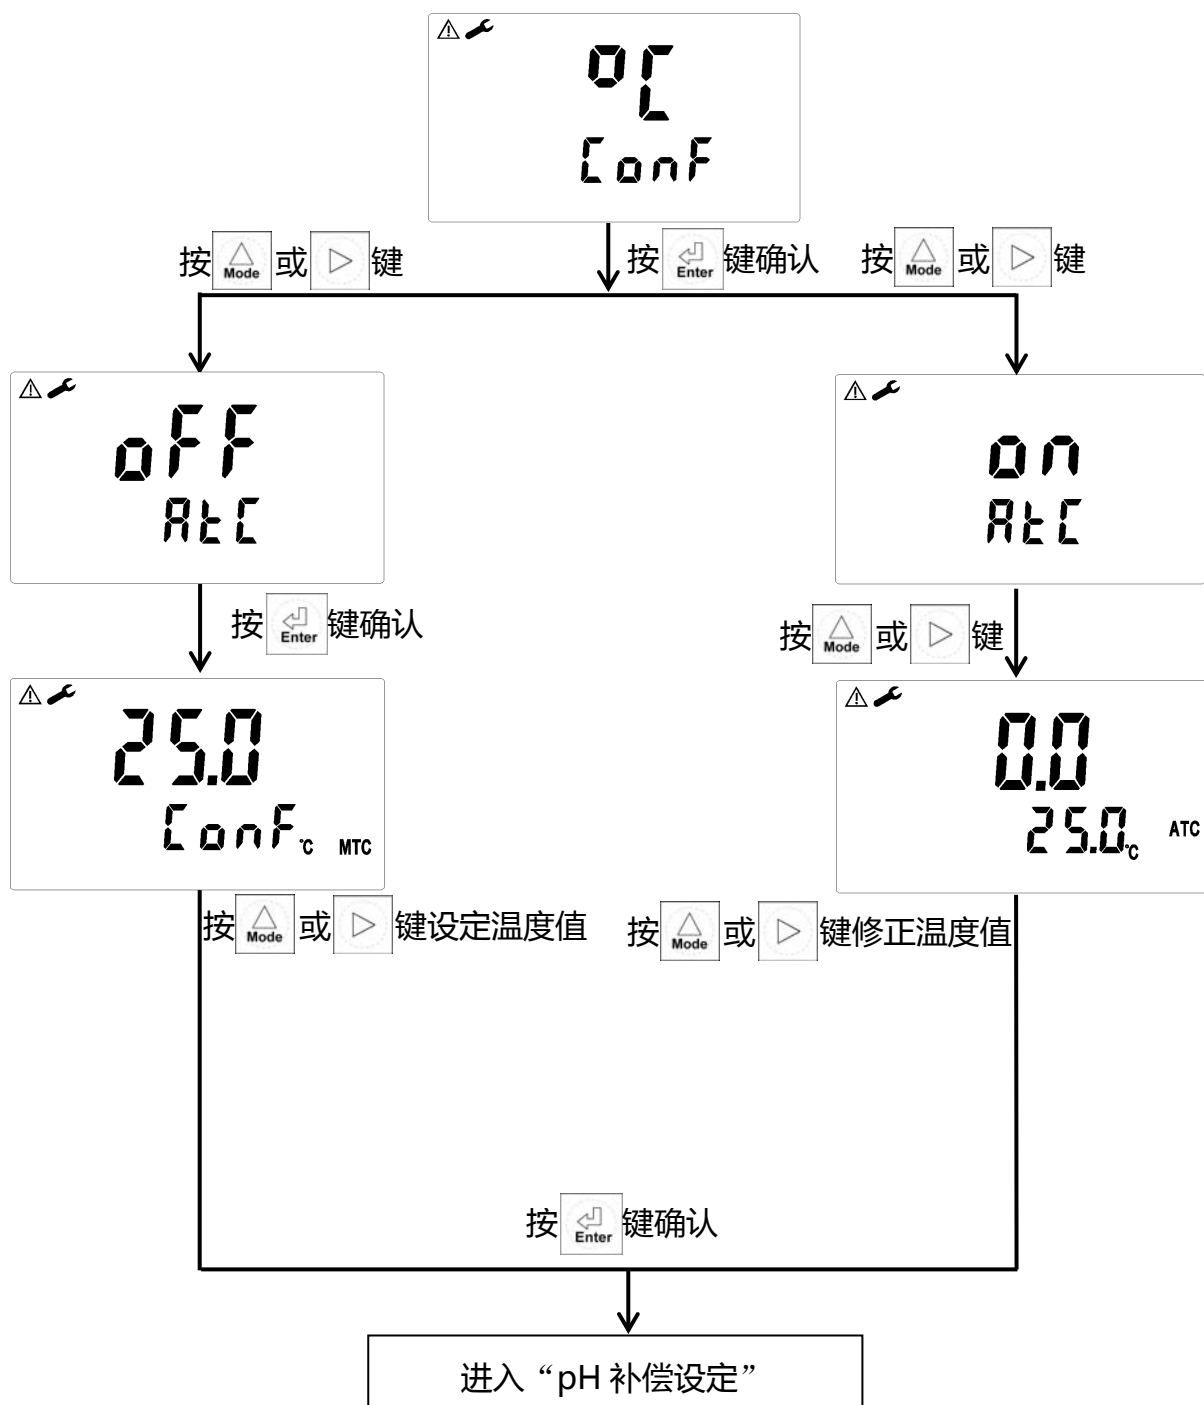 ℃
ConF
按 Mode 或 键
按 Enter 键确认
按 Mode 或 键
oFF
AtC
on
AtC
按 Enter 键确认
按 Mode 或 键
25.0
ConF ℃ MTC
0.0
25.0 ℃ ATC
按 Mode 或 键设定温度值
按 Mode 或 键修正温度值
按 Enter 键确认
进入“pH 补偿设定”